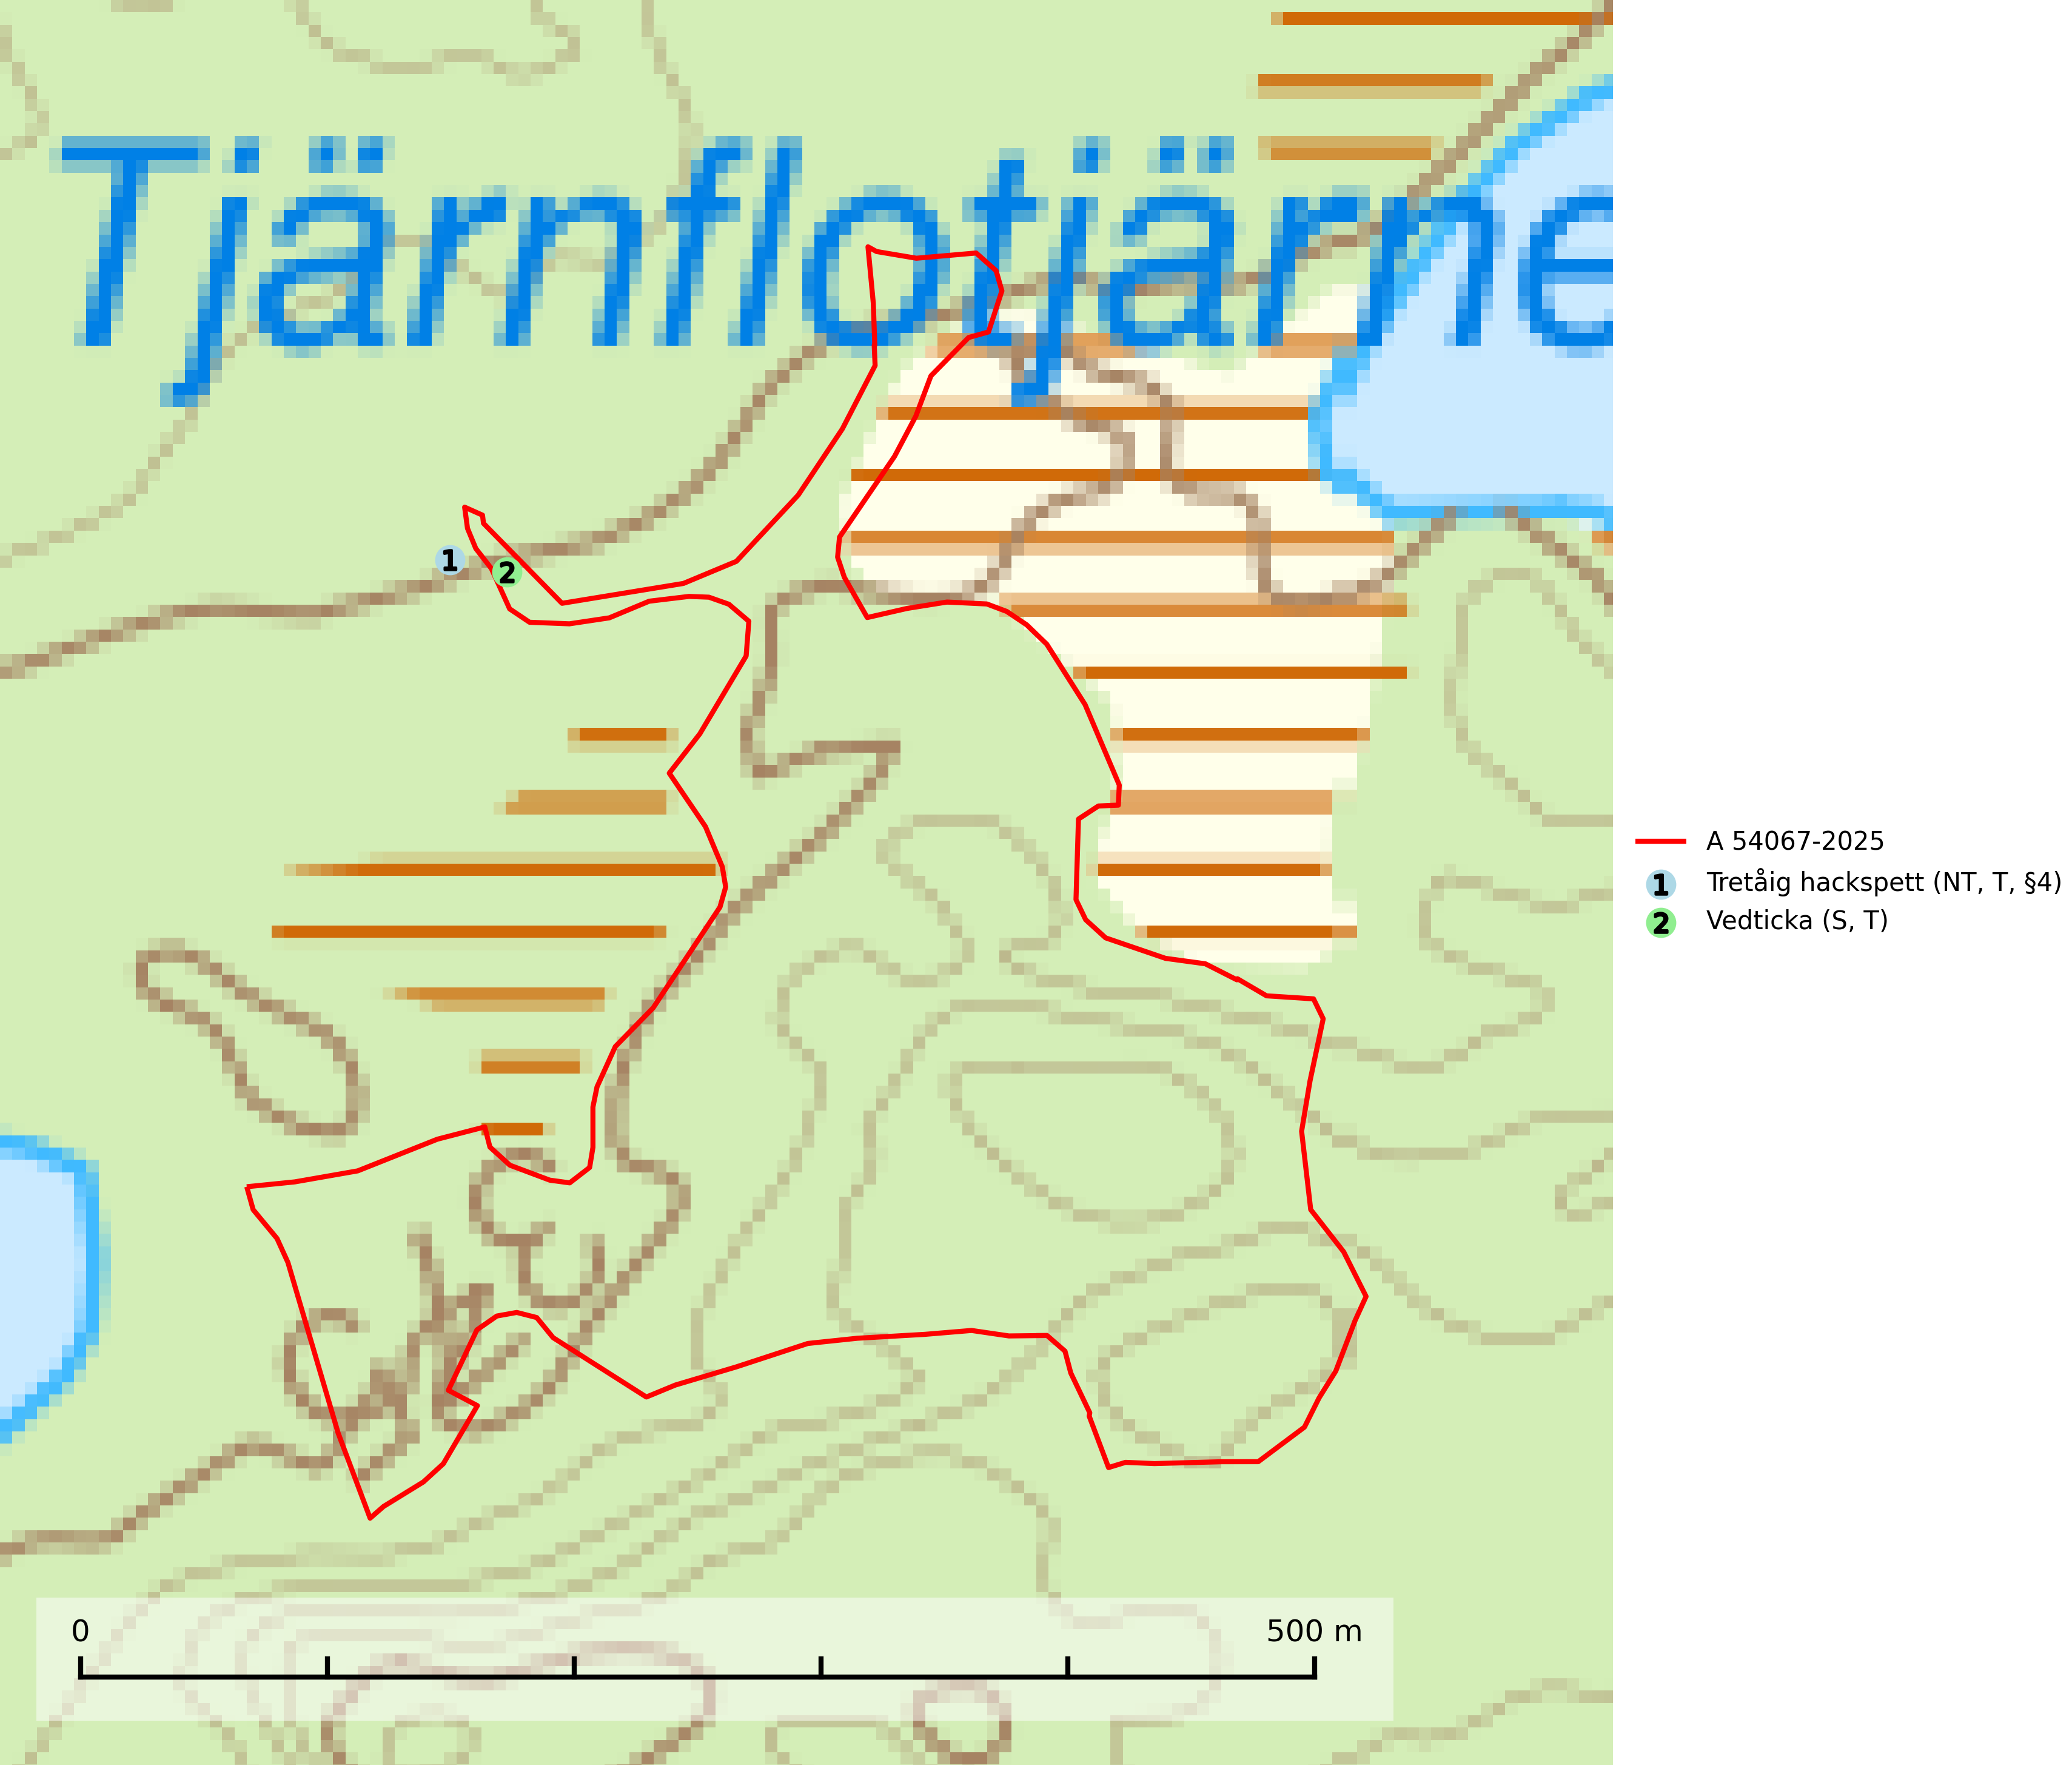 Tjärnflotjärne
1
2
A 54067-2025
1 Tretåig hackspett (NT, T, §4)
2 Vedticka (S, T)
0 500 m